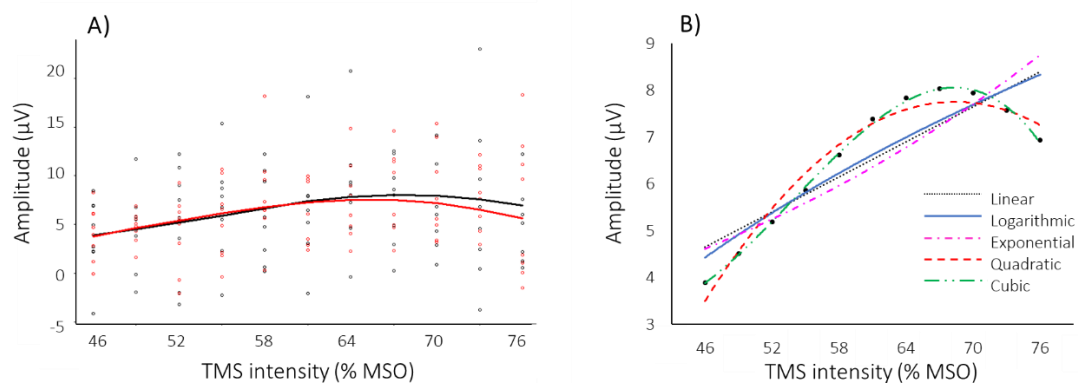 A)
Amplitude (µV)
20
15
10
5
0
-5
46 52 58 64 70 76
TMS intensity (% MSO)
B)
Amplitude (µV)
9
8
7
6
5
4
3
Linear
Logarithmic
Exponential
Quadratic
Cubic
46 52 58 64 70 76
TMS intensity (% MSO)